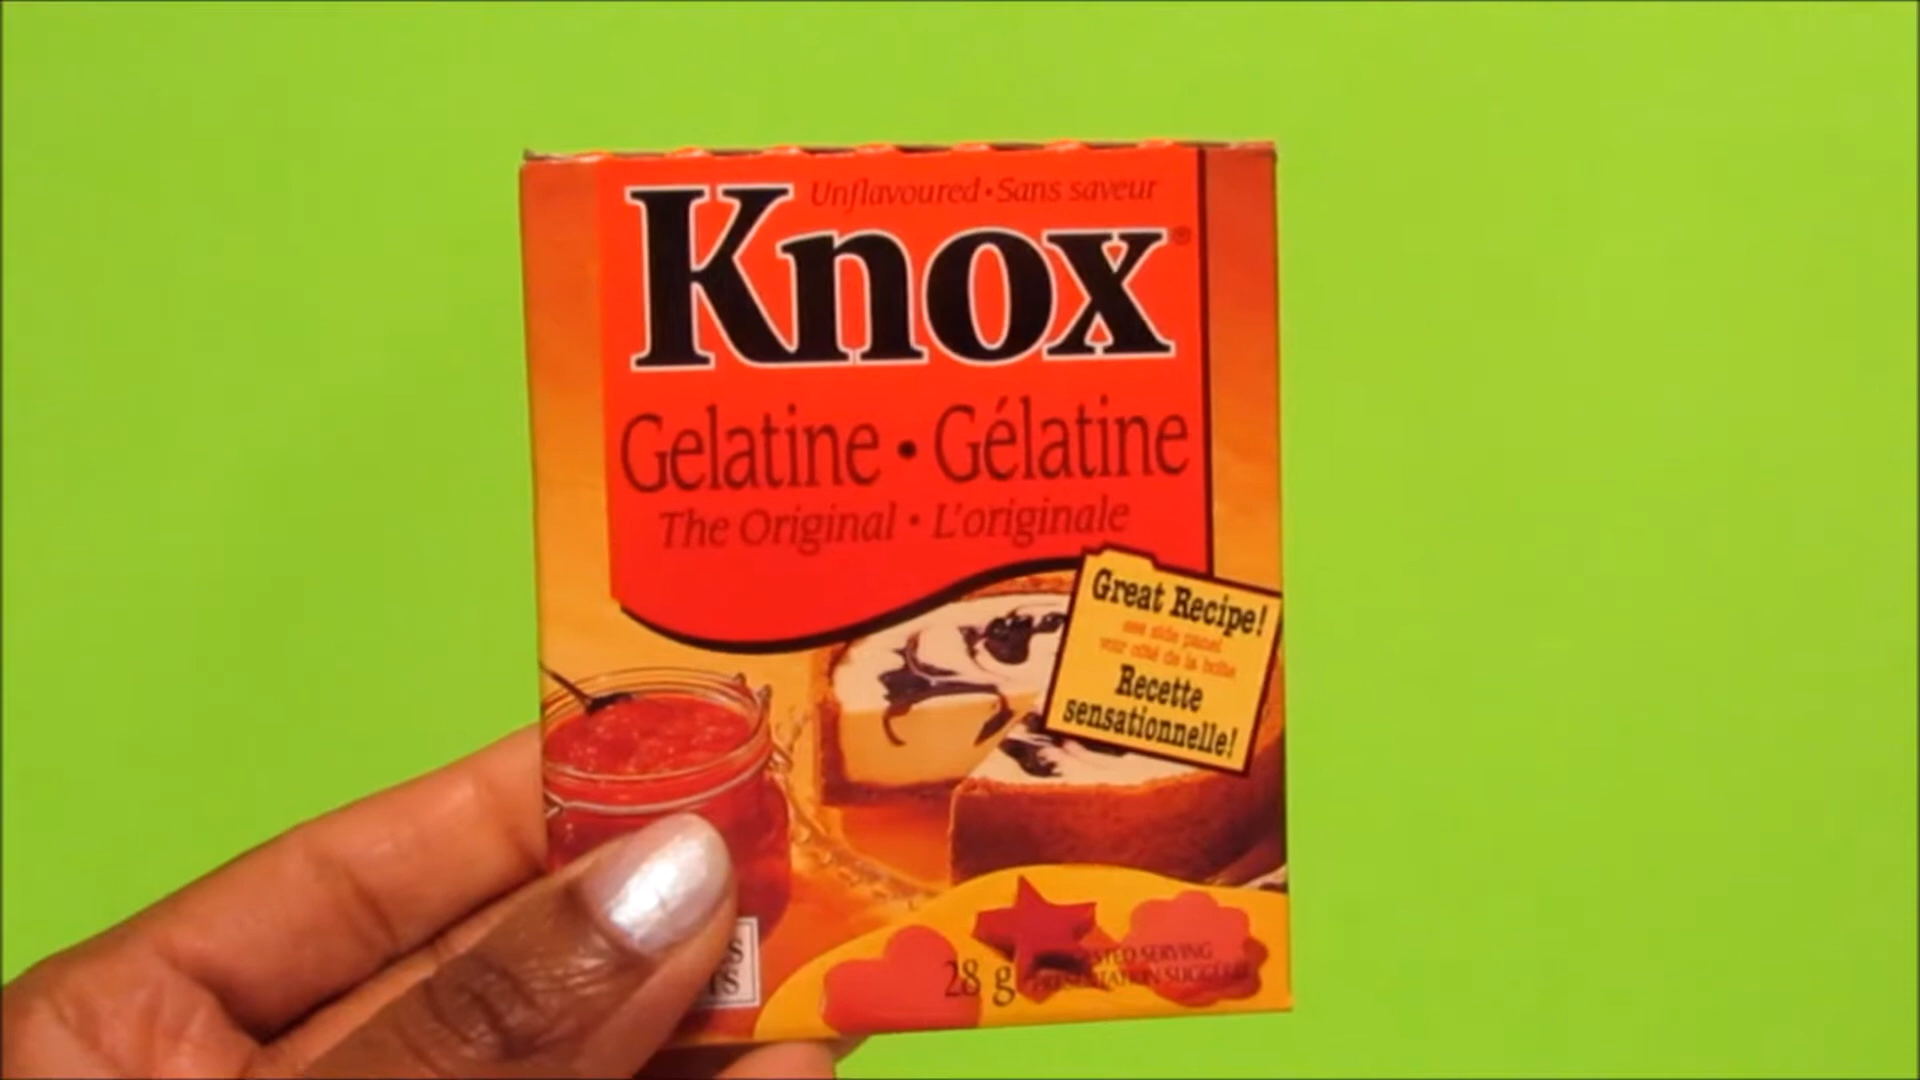 Unflavoured • Sans saveur
Knox®
Gelatine • Gélatine
The Original • L'originale
Great Recipe!
see side panel
voir côté de la boîte
Recette
sensationnelle!
28 g
SERVING